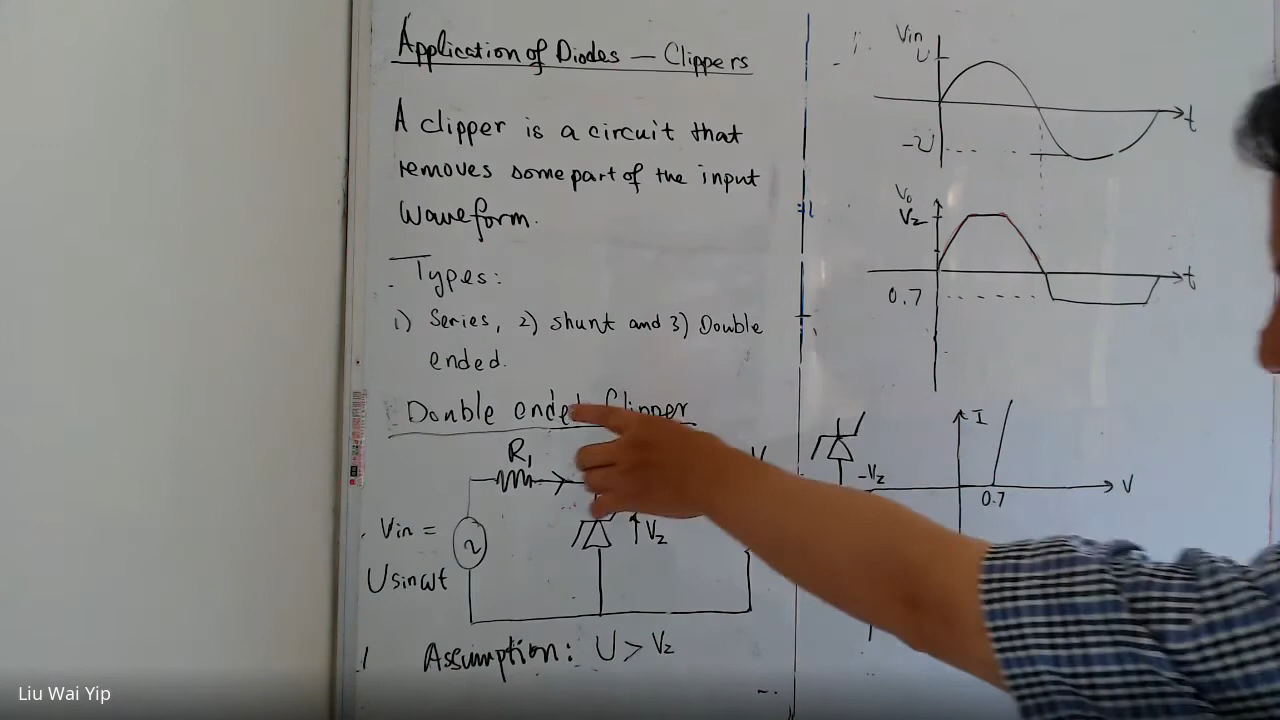 Application of Diodes — Clippers
A clipper is a circuit that
removes some part of the input
waveform.
Types:
1) Series, 2) shunt and 3) Double
ended.
Double ended Clipper
R1
Vin =
U sin ωt
Vz
Assumption: U > Vz
Vin
U
t
-U
Vo
Vz
t
0.7
I
-Vz
V
0.7
Liu Wai Yip